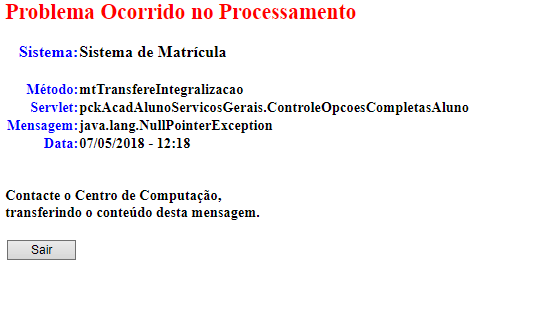 Problema Ocorrido no Processamento
Sistema: Sistema de Matrícula
Método: mtTransfereIntegralizacao
Servlet: pckAcadAlunoServicosGerais.ControleOpcoesCompletasAluno
Mensagem: java.lang.NullPointerException
Data: 07/05/2018 - 12:18
Contacte o Centro de Computação,
transferindo o conteúdo desta mensagem.
Sair